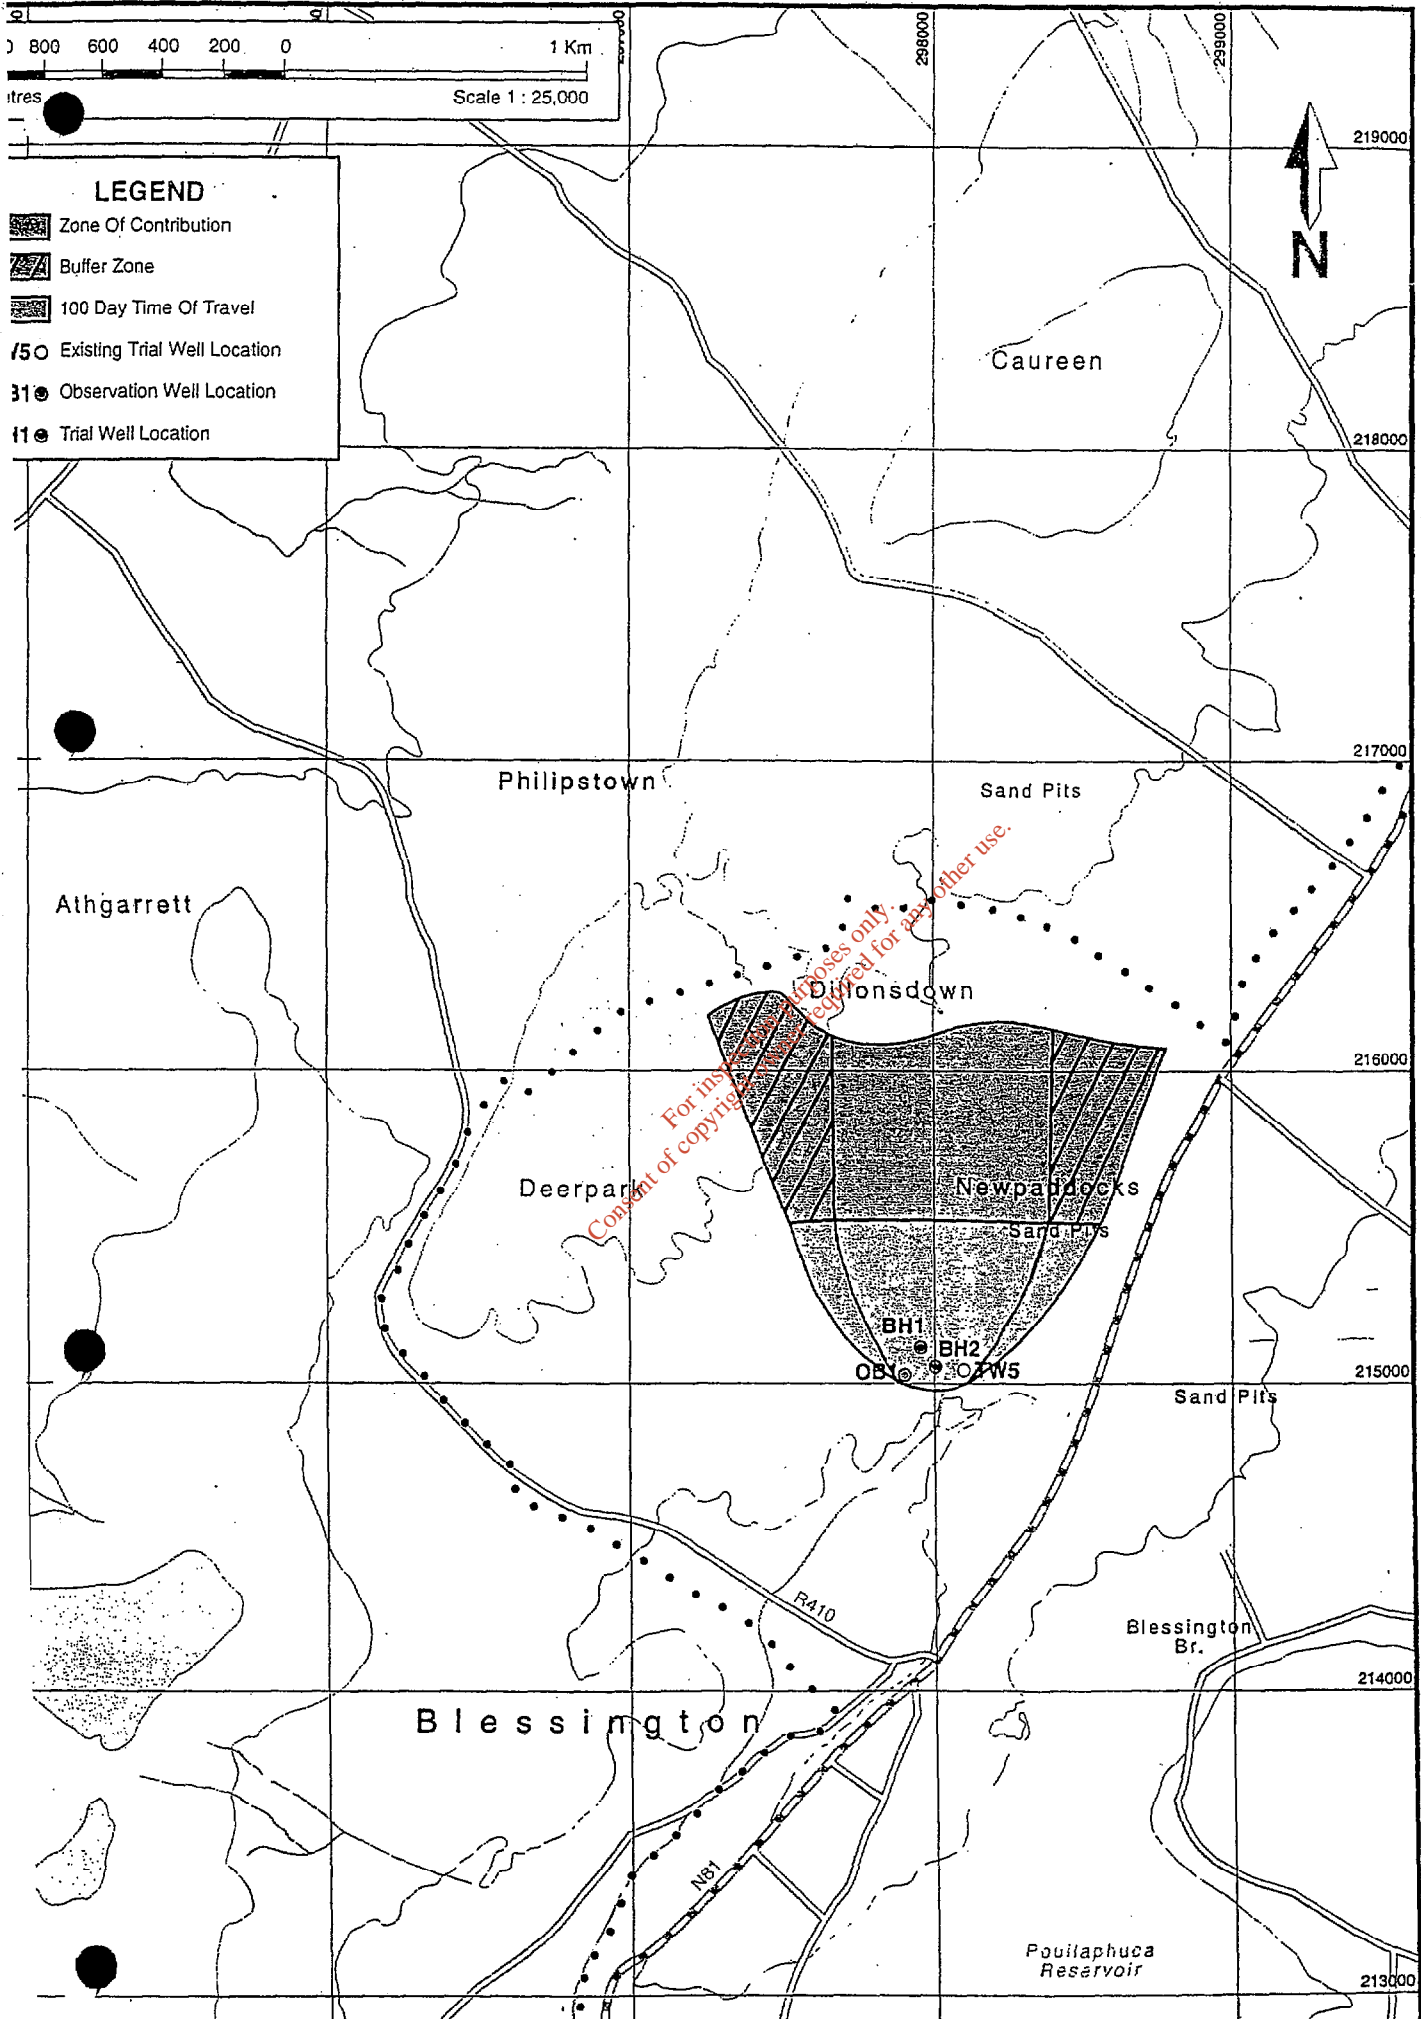 800 600 400 200 0 1 Km
Scale 1 : 25,000
298000
299000
219000
N
LEGEND
Zone Of Contribution
Buffer Zone
100 Day Time Of Travel
Existing Trial Well Location
Observation Well Location
Trial Well Location
Caureen
218000
217000
Philipstown
Sand Pits
Athgarrett
Dillonsdown
For inspection purposes only.
Consent of copyright owner required for any other use.
216000
Deerpark
Newpaddocks
Sand Pits
BH1
BH2
OB1
TW5
215000
Sand Pits
R410
Blessington
Br.
214000
Blessington
N81
Poullaphuca
Reservoir
213000